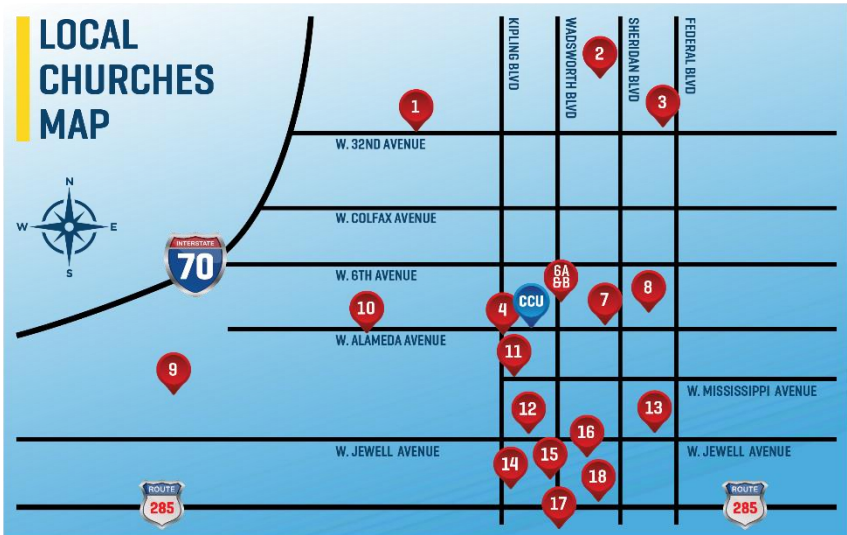 LOCAL
CHURCHES
MAP
KIPLING BLVD
WADSWORTH BLVD
SHERIDAN BLVD
FEDERAL BLVD
2
1
3
W. 32ND AVENUE
N
W
E
S
W. COLFAX AVENUE
INTERSTATE
70
W. 6TH AVENUE
6A
&B
10
4
CCU
7
8
W. ALAMEDA AVENUE
11
9
W. MISSISSIPPI AVENUE
12
13
16
W. JEWELL AVENUE
W. JEWELL AVENUE
14
15
18
ROUTE
285
17
ROUTE
285